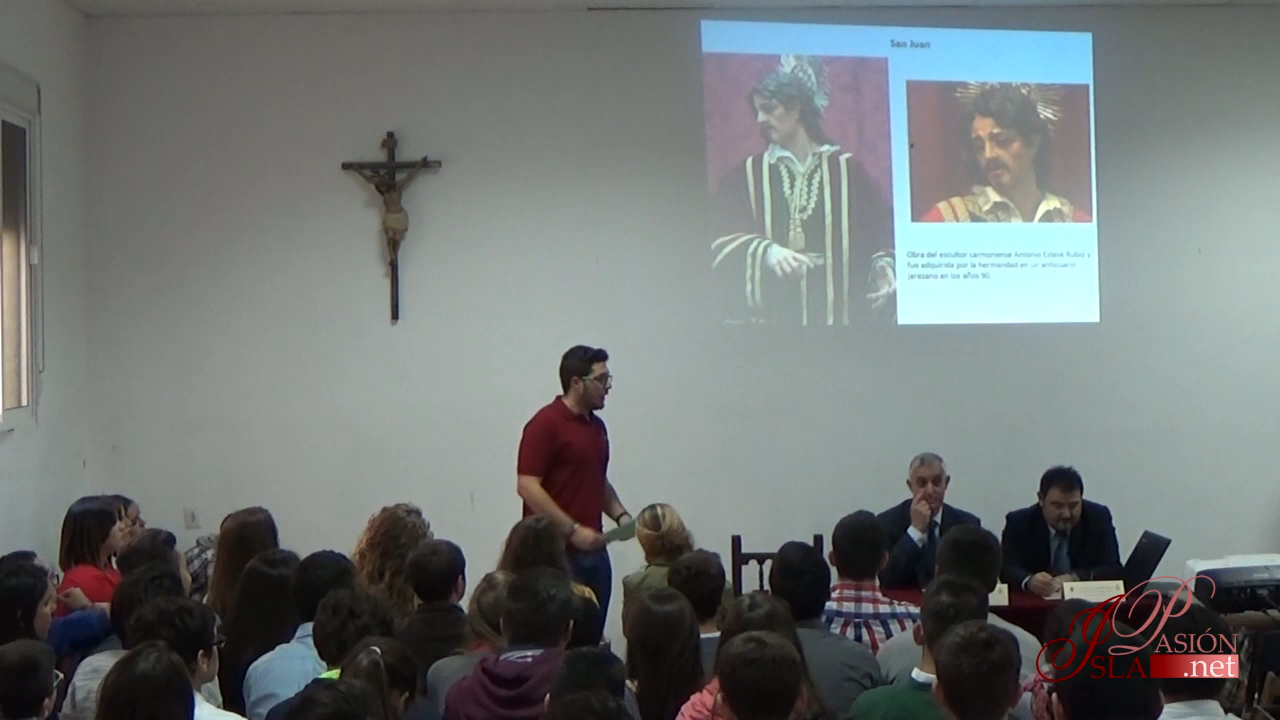 San Juan
Obra del escultor carmonense Antonio Eslava Rubio y
fue adquirida por la hermandad en un anticuario
jerezano en los años 90.
PASIÓN
ISLA.net